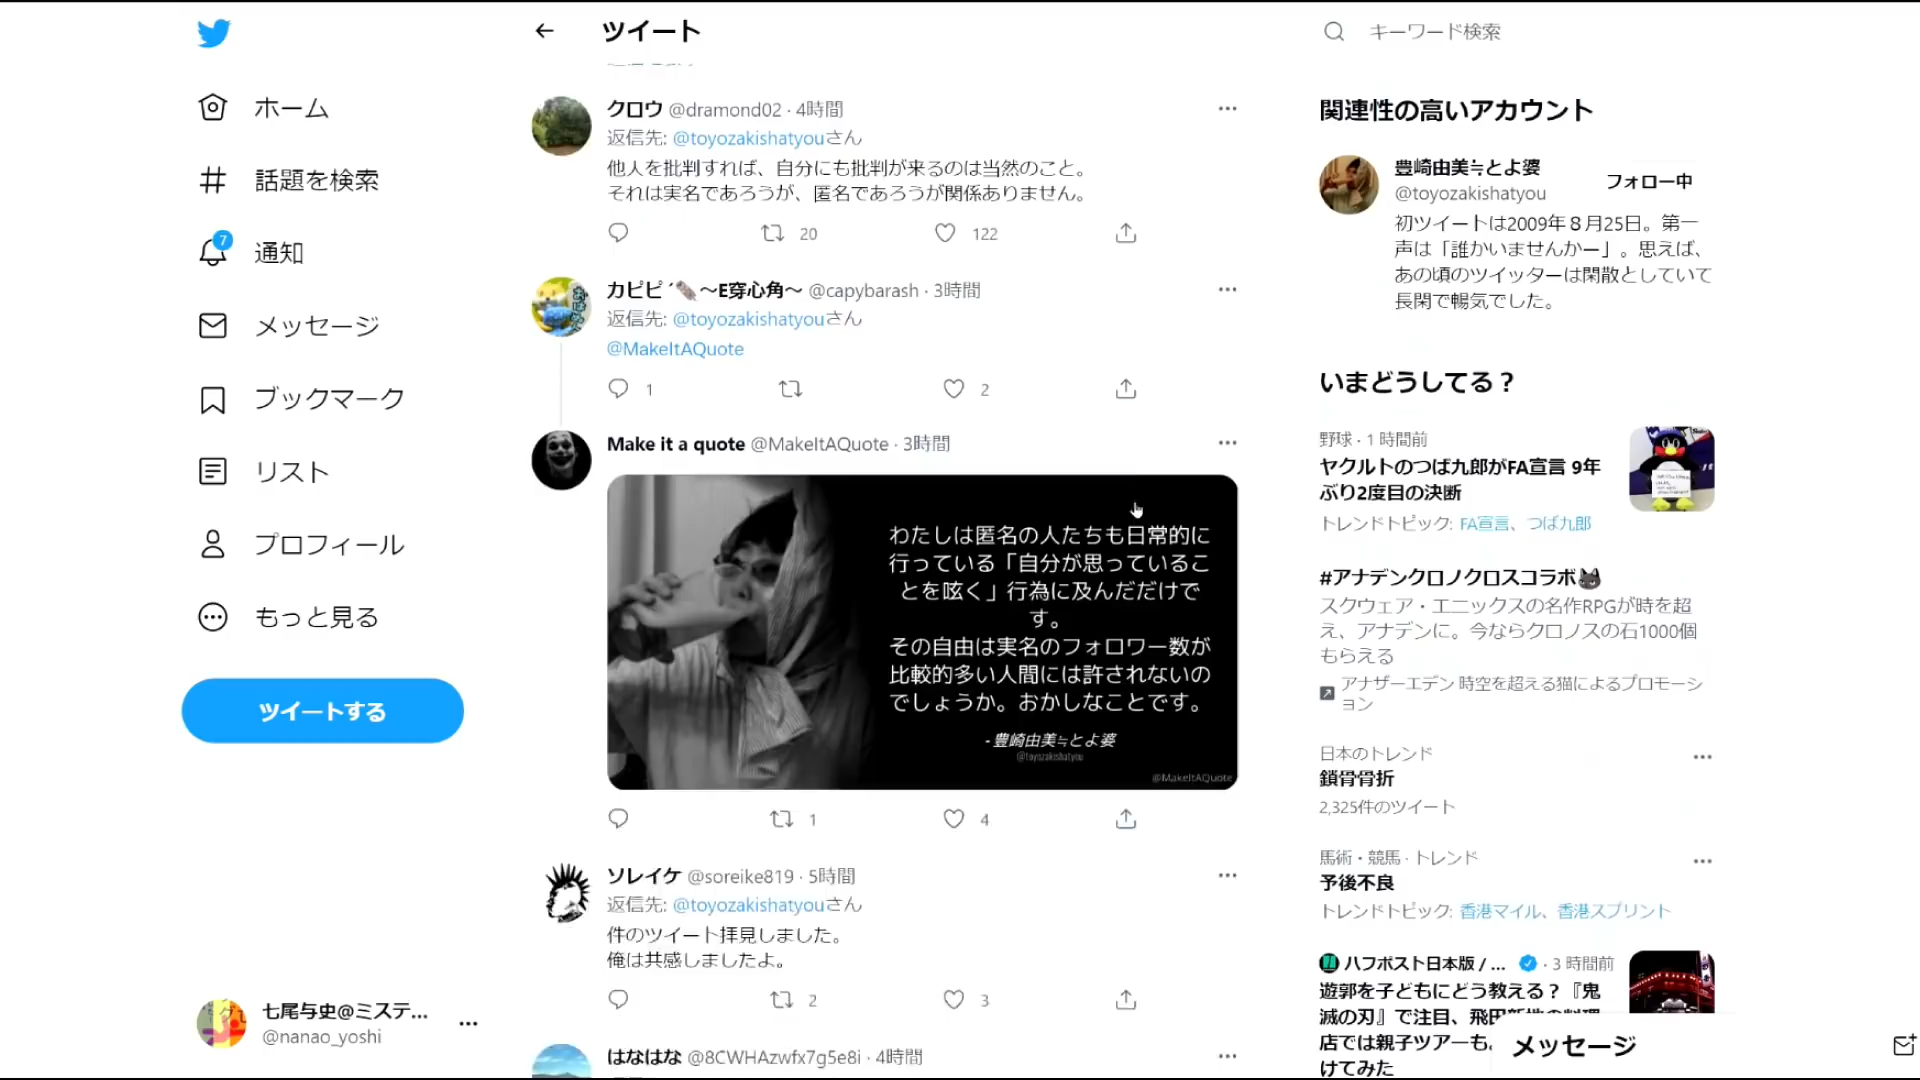 ツイート
キーワード検索
ホーム
話題を検索
7
通知
メッセージ
ブックマーク
リスト
プロフィール
もっと見る
ツイートする
七尾与史@ミステ...
@nanao_yoshi
クロウ @dramond02 · 4時間
返信先: @toyozakishatyouさん
他人を批判すれば、自分にも批判が来るのは当然のこと。
それは実名であろうが、匿名であろうが関係ありません。
20 122
カピピ´ 〜E穿心角〜 @capybarash · 3時間
返信先: @toyozakishatyouさん
@MakeItAQuote
1 2
Make it a quote @MakeItAQuote · 3時間
わたしは匿名の人たちも日常的に
行っている「自分が思っているこ
とを呟く」行為に及んだだけで
す。
その自由は実名のフォロワー数が
比較的多い人間には許されないの
でしょうか。おかしなことです。
- 豊崎由美≒とよ婆
@toyozakishatyou
@MakeItAQuote
1 4
ソレイケ @soreike819 · 5時間
返信先: @toyozakishatyouさん
件のツイート拝見しました。
俺は共感しましたよ。
2 3
はなはな @8CWHAzwfx7g5e8i · 4時間
関連性の高いアカウント
豊崎由美≒とよ婆
@toyozakishatyou
フォロー中
初ツイートは2009年８月25日。第一
声は「誰かいませんかー」。思えば、
あの頃のツイッターは閑散としていて
長閑で暢気でした。
いまどうしてる？
野球 · 1 時間前
ヤクルトのつば九郎がFA宣言 9年
ぶり2度目の決断
トレンドトピック: FA宣言、つば九郎
#アナデンクロノクロスコラボ
スクウェア・エニックスの名作RPGが時を超
え、アナデンに。今ならクロノスの石1000個
もらえる
アナザーエデン 時空を超える猫によるプロモーシ
ョン
日本のトレンド
鎖骨骨折
2,325件のツイート
馬術・競馬 · トレンド
予後不良
トレンドトピック: 香港マイル、香港スプリント
ハフポスト日本版 / ... · 3 時間前
遊郭を子どもにどう教える？『鬼
滅の刃』で注目、飛田新地の料理
店では親子ツアーも。
けてみた
メッセージ